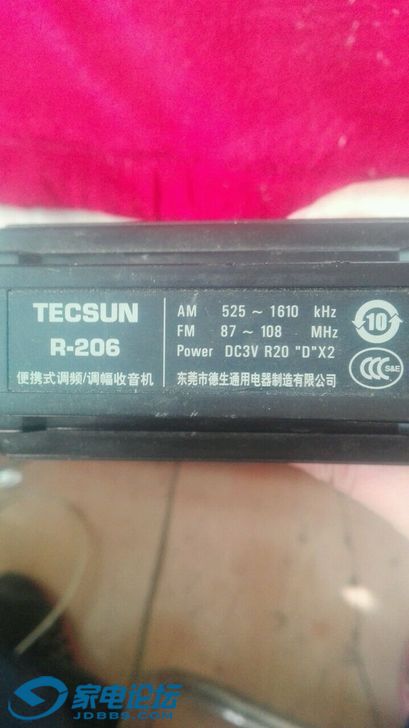 TECSUN
R-206
便携式调频/调幅收音机
AM 525 ~ 1610 kHz
FM 87 ~ 108 MHz
Power DC3V R20 "D"X2
东莞市德生通用电器制造有限公司
10
CCC S&E
家电论坛
JDBBS.COM